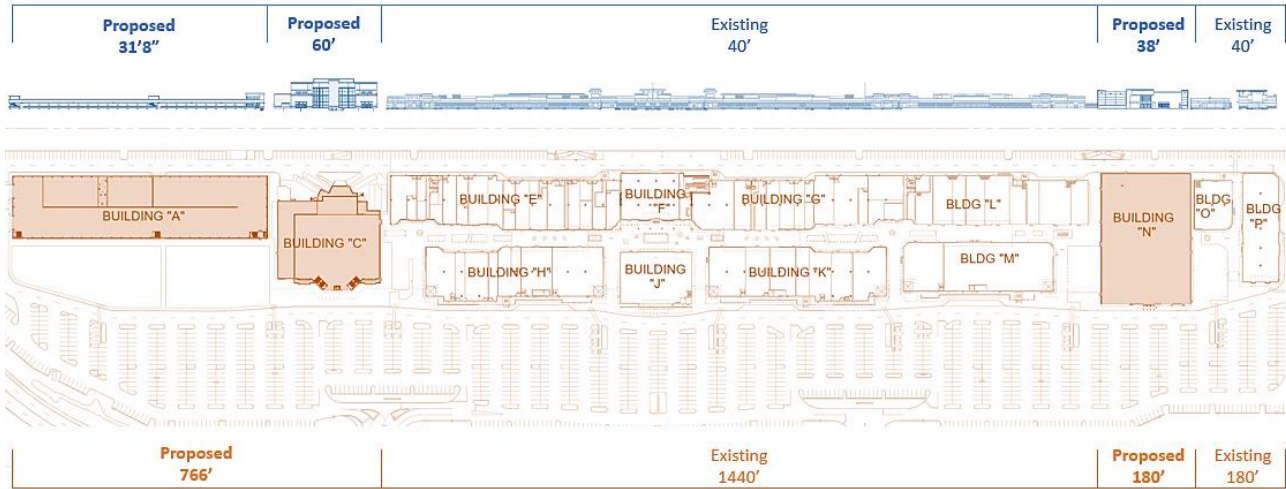 Proposed
31'8"
Proposed
60'
Existing
40'
Proposed
38'
Existing
40'
BUILDING "A"
BUILDING "C"
BUILDING "E"
BUILDING
"F"
BUILDING "G"
BLDG "L"
BUILDING
"N"
BLDG
"O"
BLDG
"P"
BUILDING "H"
BUILDING
"J"
BUILDING "K"
BLDG "M"
Proposed
766'
Existing
1440'
Proposed
180'
Existing
180'